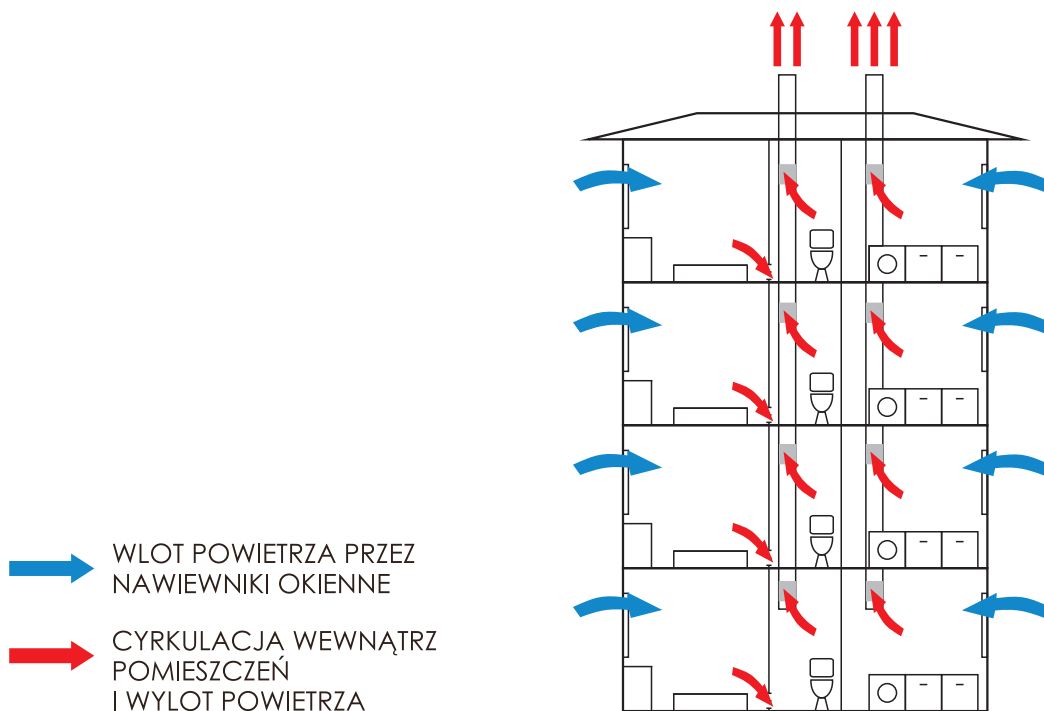 WLOT POWIETRZA PRZEZ
NAWIEWNIKI OKIENNE
CYRKULACJA WEWNĄTRZ
POMIESZCZEŃ
I WYLOT POWIETRZA